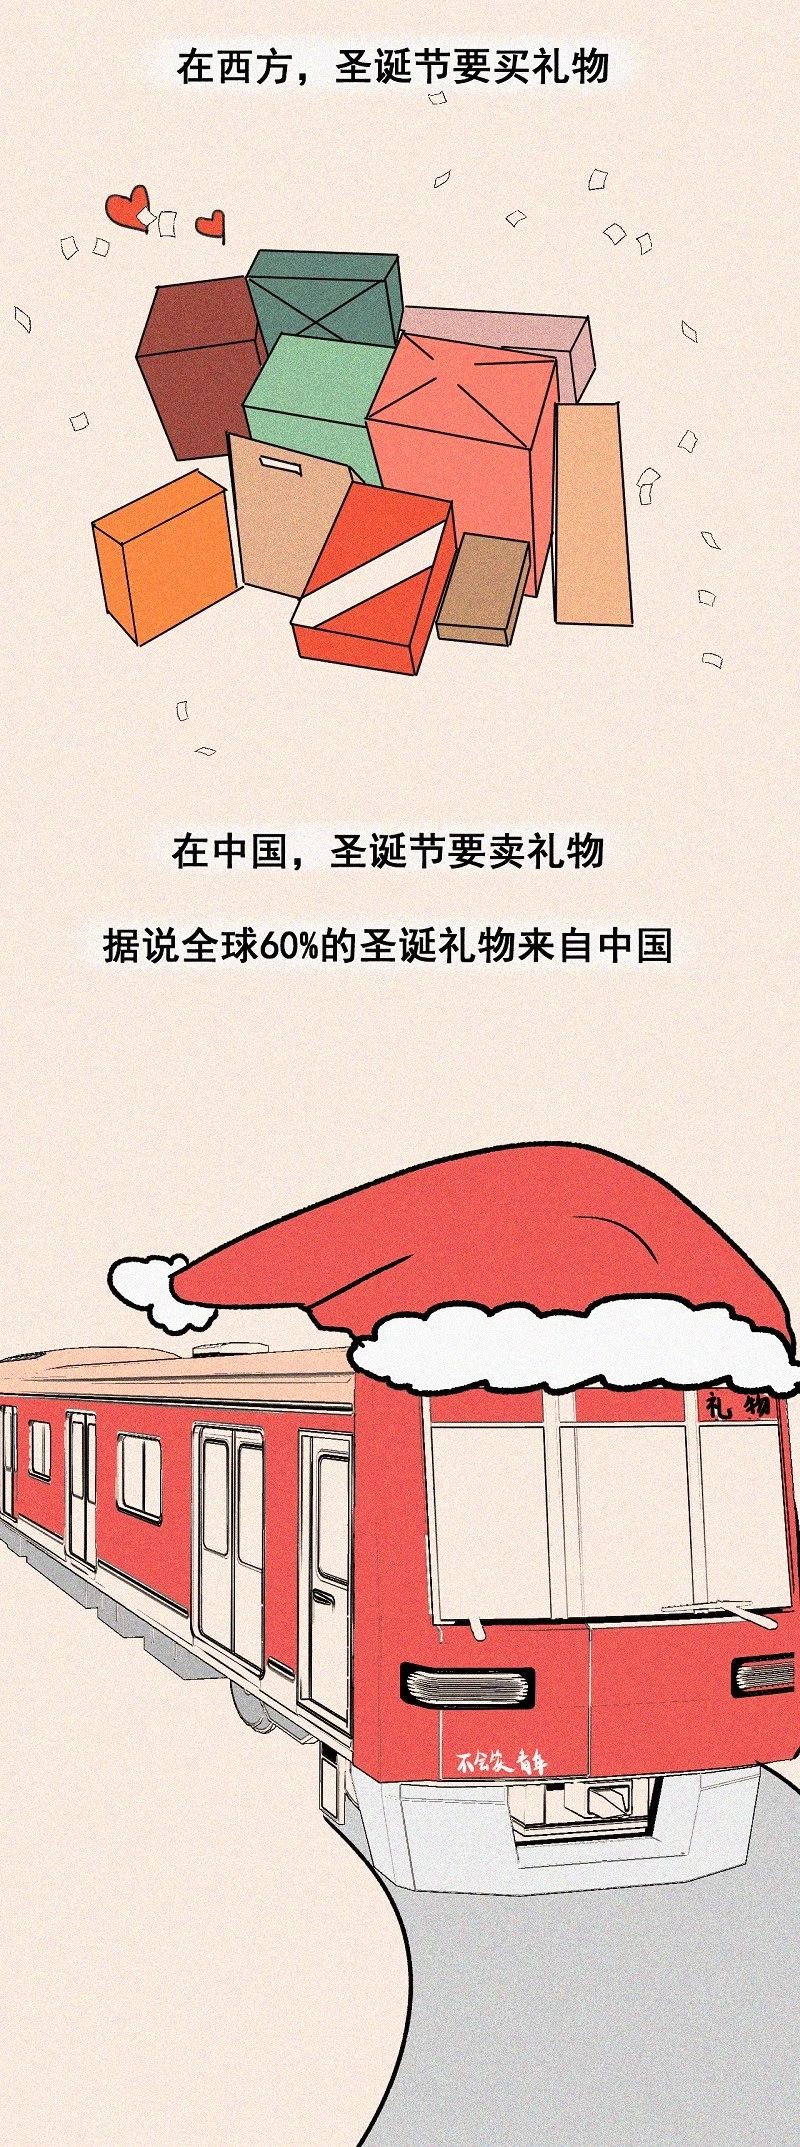 在西方，圣诞节要买礼物
在中国，圣诞节要卖礼物
据说全球60%的圣诞礼物来自中国
礼物
不会画青年